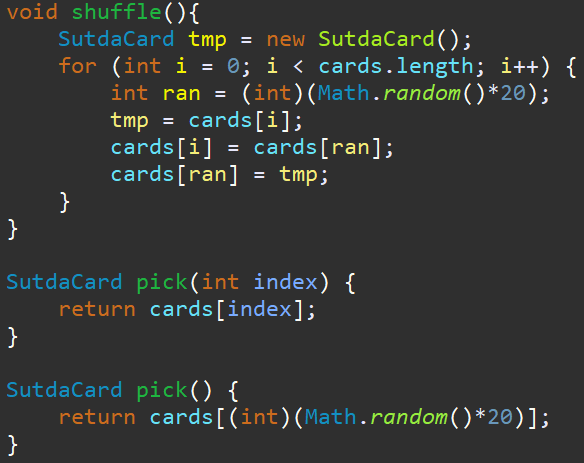 void shuffle(){
    SutdaCard tmp = new SutdaCard();
    for (int i = 0; i < cards.length; i++) {
        int ran = (int)(Math.random()*20);
        tmp = cards[i];
        cards[i] = cards[ran];
        cards[ran] = tmp;
    }
}

SutdaCard pick(int index) {
    return cards[index];
}

SutdaCard pick() {
    return cards[(int)(Math.random()*20)];
}